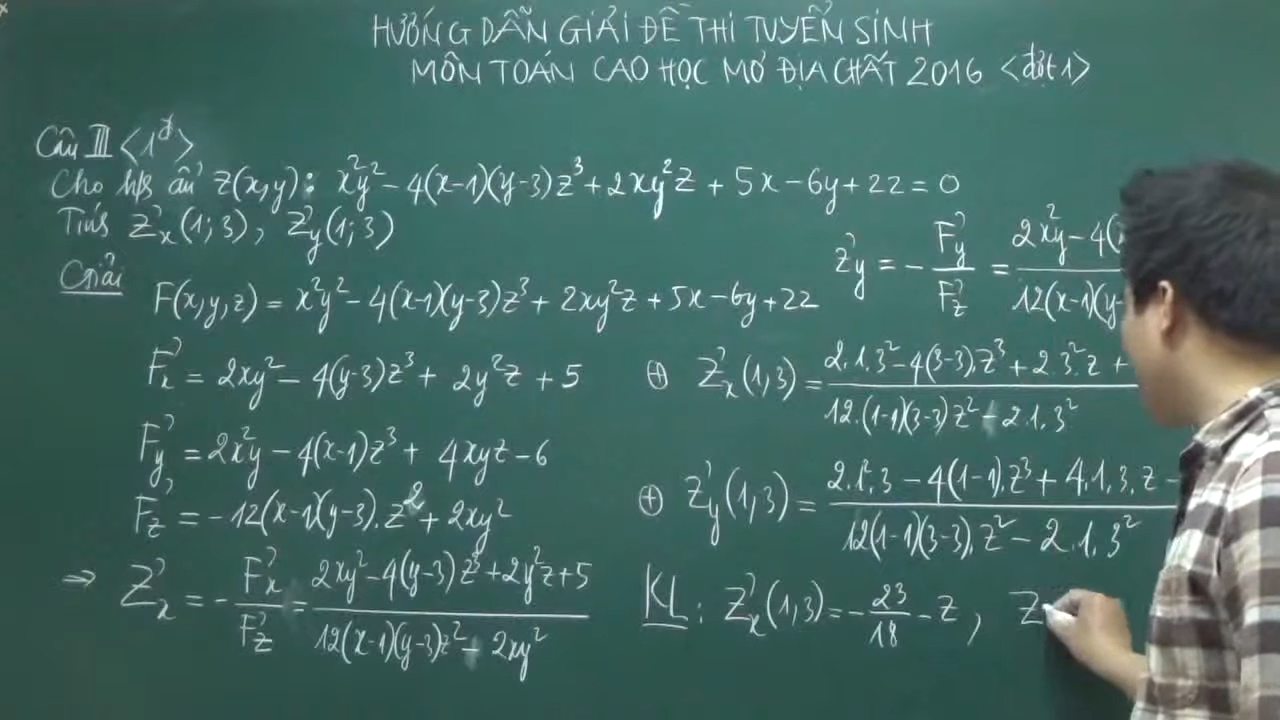 HƯỚNG DẪN GIẢI ĐỀ THI TUYỂN SINH
MÔN TOÁN CAO HỌC MỎ ĐỊA CHẤT 2016 <đợt 1>
Câu III <1đ>
Cho hs ẩn z(x,y): x²y² - 4(x-1)(y-3)z³ + 2xy²z + 5x - 6y + 22 = 0
Tính Z'x(1;3), Z'y(1;3)
Giải
F(x,y,z) = x²y² - 4(x-1)(y-3)z³ + 2xy²z + 5x - 6y + 22
F'x = 2xy² - 4(y-3)z³ + 2y²z + 5
F'y = 2x²y - 4(x-1)z³ + 4xyz - 6
F'z = -12(x-1)(y-3).z² + 2xy²
⇒ Z'x = - F'x / F'z = (2xy² - 4(y-3)z³ + 2y²z + 5) / (12(x-1)(y-3)z² - 2xy²)
z'y = - F'y / F'z = (2x²y - 4( / (12(x-1)(y-
⊕ Z'x(1,3) = (2.1.3² - 4(3-3).z³ + 2.3².z + / (12.(1-1)(3-3)z² - 2.1.3²
⊕ Z'y(1,3) = (2.1².3 - 4(1-1).z³ + 4.1.3.z - / (12(1-1)(3-3).z² - 2.1.3²
KL: Z'x(1,3) = - 23/18 - z, Z